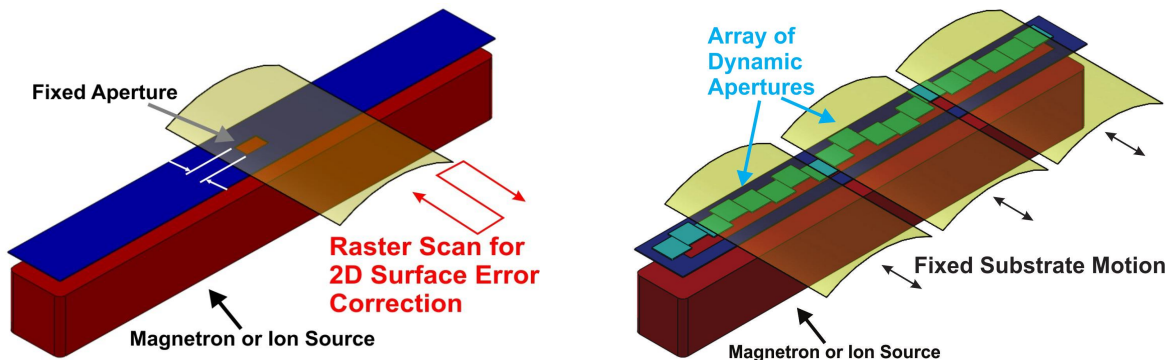 Fixed Aperture
Raster Scan for
2D Surface Error
Correction
Magnetron or Ion Source
Array of
Dynamic
Apertures
Fixed Substrate Motion
Magnetron or Ion Source